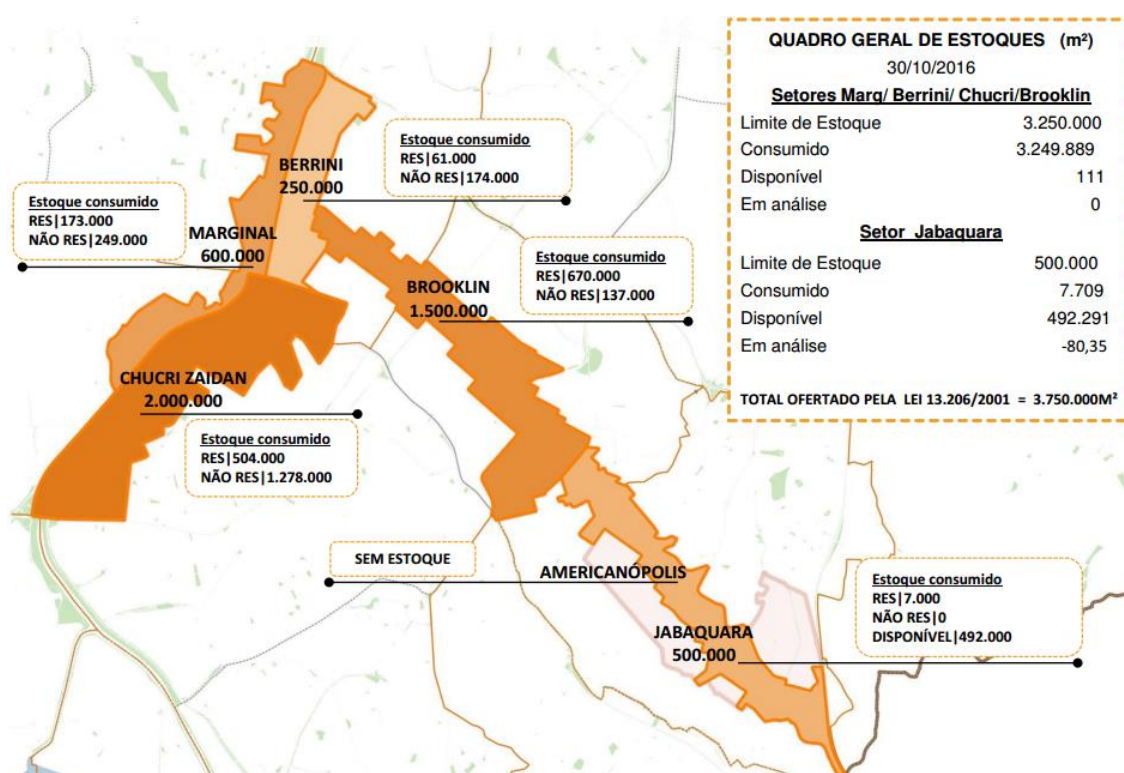 QUADRO GERAL DE ESTOQUES (m²)
30/10/2016
Setores Marg/ Berrini/ Chucri/Brooklin
Limite de Estoque 3.250.000
Consumido 3.249.889
Disponível 111
Em análise 0
Setor Jabaquara
Limite de Estoque 500.000
Consumido 7.709
Disponível 492.291
Em análise -80,35
TOTAL OFERTADO PELA LEI 13.206/2001 = 3.750.000M²
BERRINI
250.000
Estoque consumido
RES|61.000
NÃO RES|174.000
Estoque consumido
RES|173.000
NÃO RES|249.000
MARGINAL
600.000
BROOKLIN
1.500.000
Estoque consumido
RES|670.000
NÃO RES|137.000
CHUCRI ZAIDAN
2.000.000
Estoque consumido
RES|504.000
NÃO RES|1.278.000
SEM ESTOQUE
AMERICANÓPOLIS
JABAQUARA
500.000
Estoque consumido
RES|7.000
NÃO RES|0
DISPONÍVEL|492.000